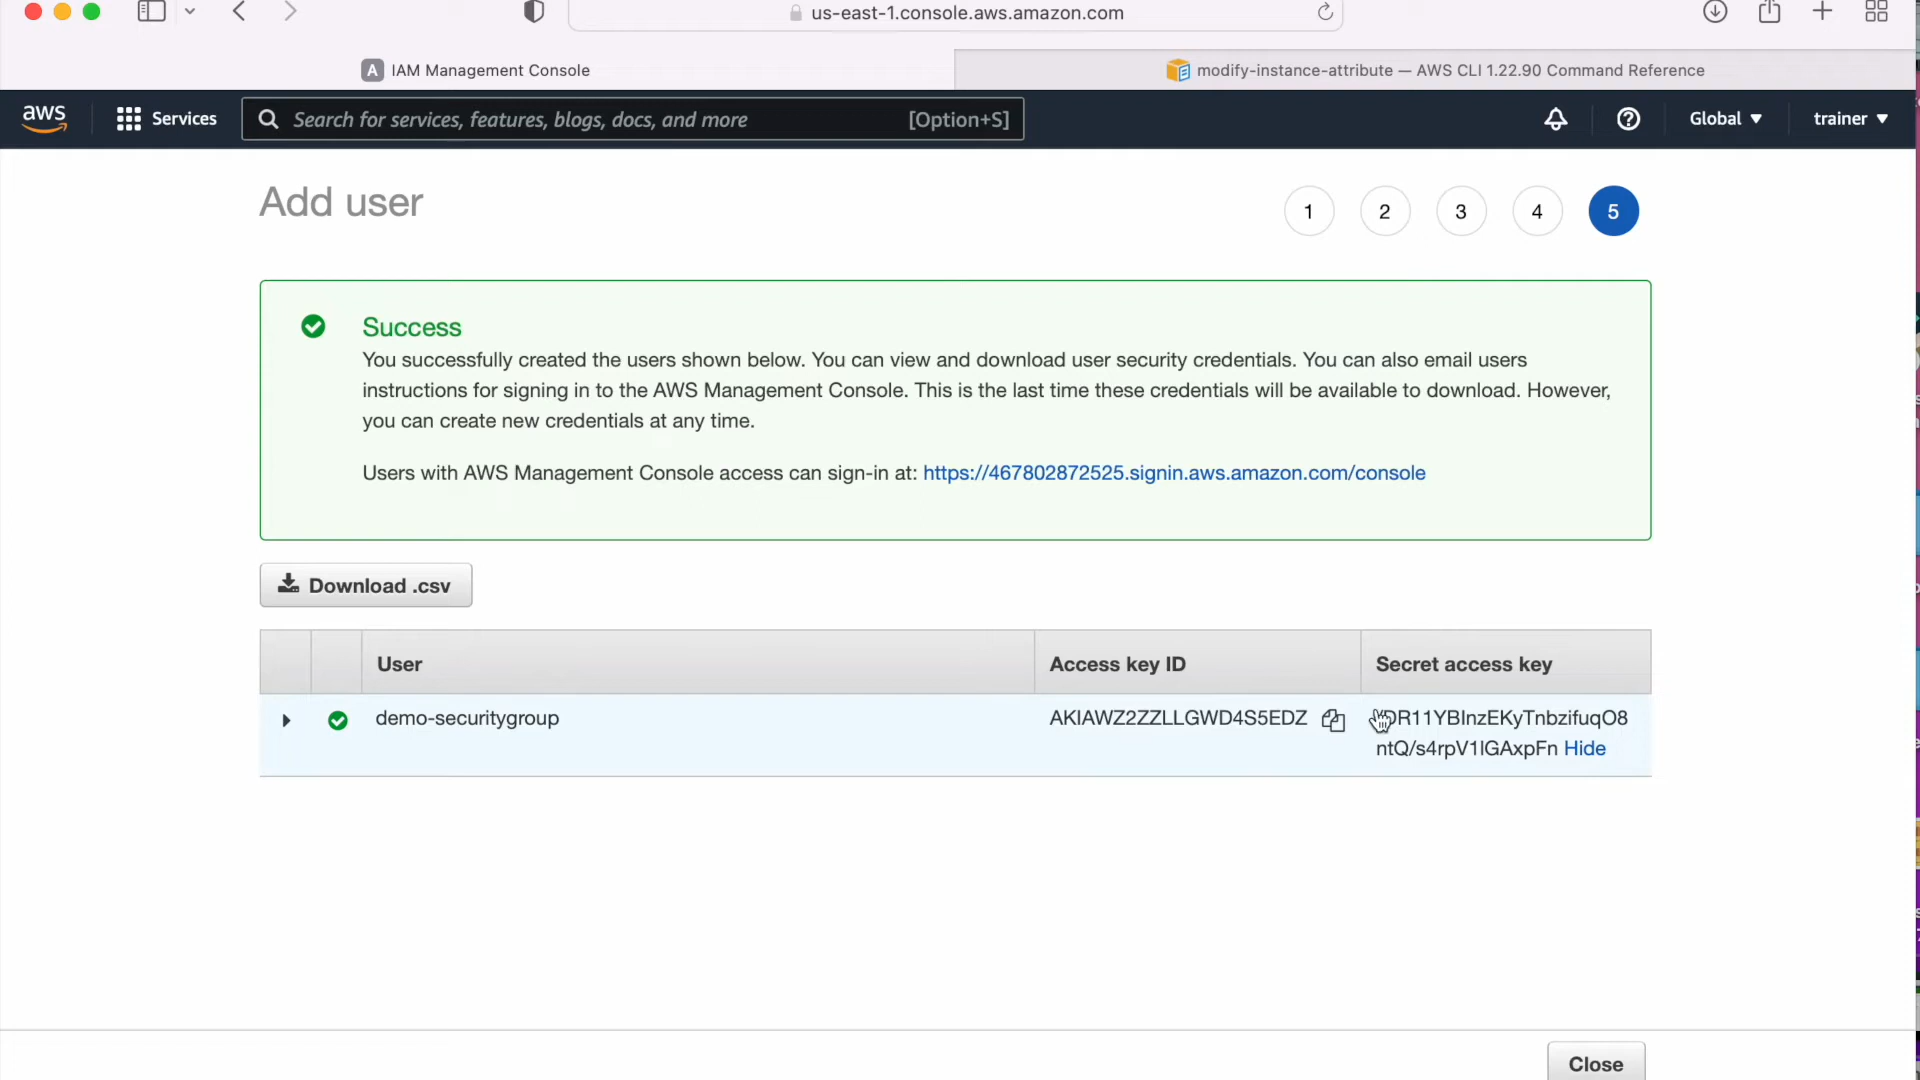 us-east-1.console.aws.amazon.com
A IAM Management Console
modify-instance-attribute — AWS CLI 1.22.90 Command Reference
aws Services Search for services, features, blogs, docs, and more [Option+S] Global trainer
Add user
1 2 3 4 5
Success
You successfully created the users shown below. You can view and download user security credentials. You can also email users
instructions for signing in to the AWS Management Console. This is the last time these credentials will be available to download. However,
you can create new credentials at any time.
Users with AWS Management Console access can sign-in at: https://467802872525.signin.aws.amazon.com/console
Download .csv
User Access key ID Secret access key
demo-securitygroup AKIAWZ2ZZLLGWD4S5EDZ
Hide
Close